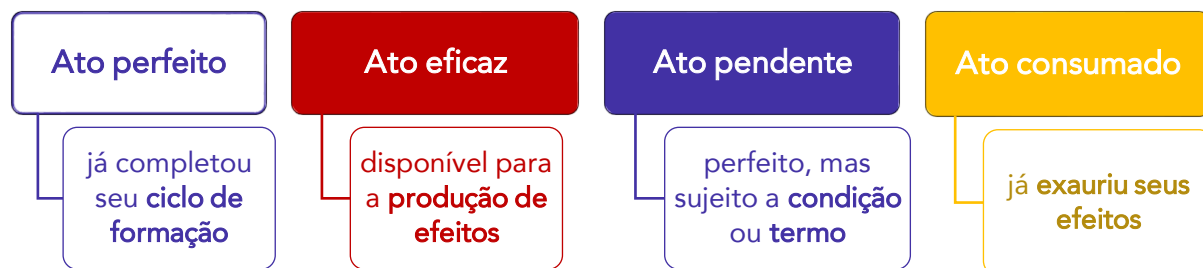 Ato perfeito
já completou
seu ciclo de
formação
Ato eficaz
disponível para
a produção de
efeitos
Ato pendente
perfeito, mas
sujeito a condição
ou termo
Ato consumado
já exauriu seus
efeitos